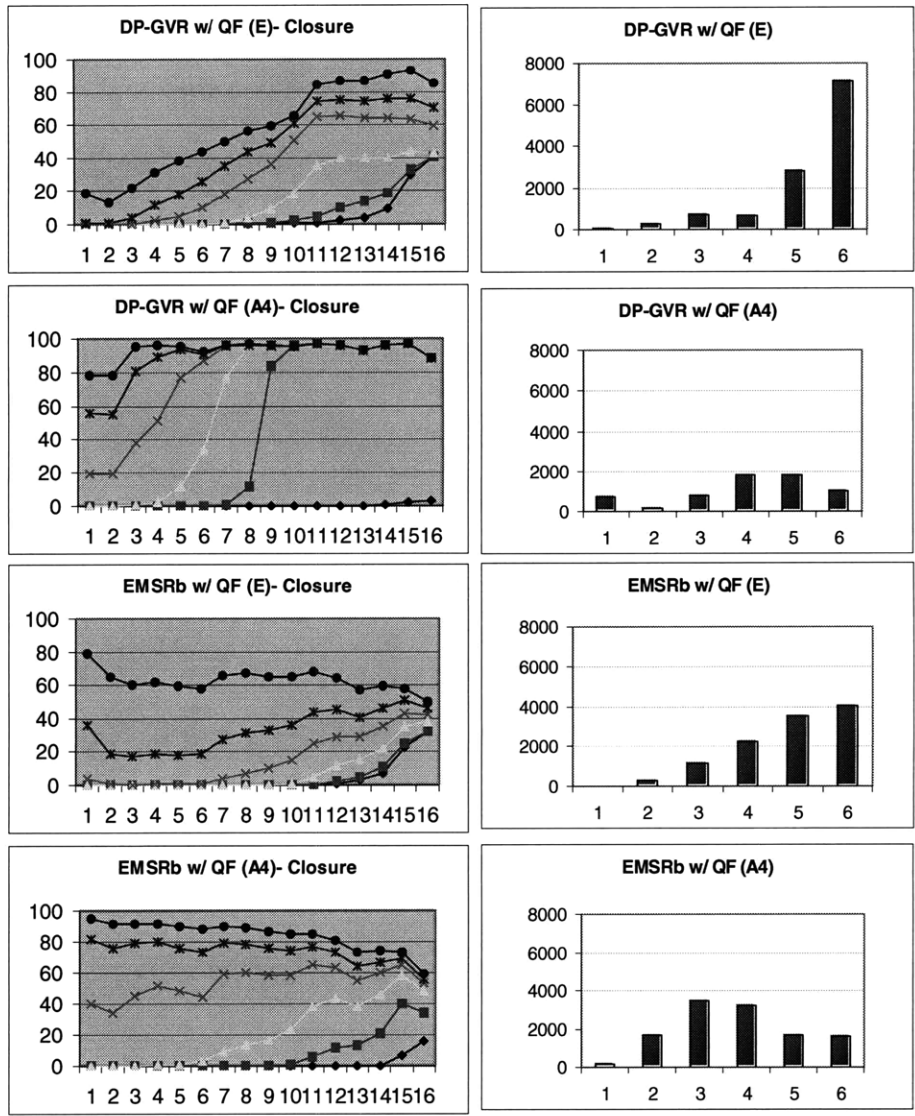 DP-GVR w/ QF (E)- Closure
100
80
60
40
20
0
1 2 3 4 5 6 7 8 9 10 11 12 13 14 15 16
DP-GVR w/ QF (E)
8000
6000
4000
2000
0
1 2 3 4 5 6
DP-GVR w/ QF (A4)- Closure
100
80
60
40
20
0
1 2 3 4 5 6 7 8 9 10 11 12 13 14 15 16
DP-GVR w/ QF (A4)
8000
6000
4000
2000
0
1 2 3 4 5 6
EMSRb w/ QF (E)- Closure
100
80
60
40
20
0
1 2 3 4 5 6 7 8 9 10 11 12 13 14 15 16
EMSRb w/ QF (E)
8000
6000
4000
2000
0
1 2 3 4 5 6
EMSRb w/ QF (A4)- Closure
100
80
60
40
20
0
1 2 3 4 5 6 7 8 9 10 11 12 13 14 15 16
EMSRb w/ QF (A4)
8000
6000
4000
2000
0
1 2 3 4 5 6